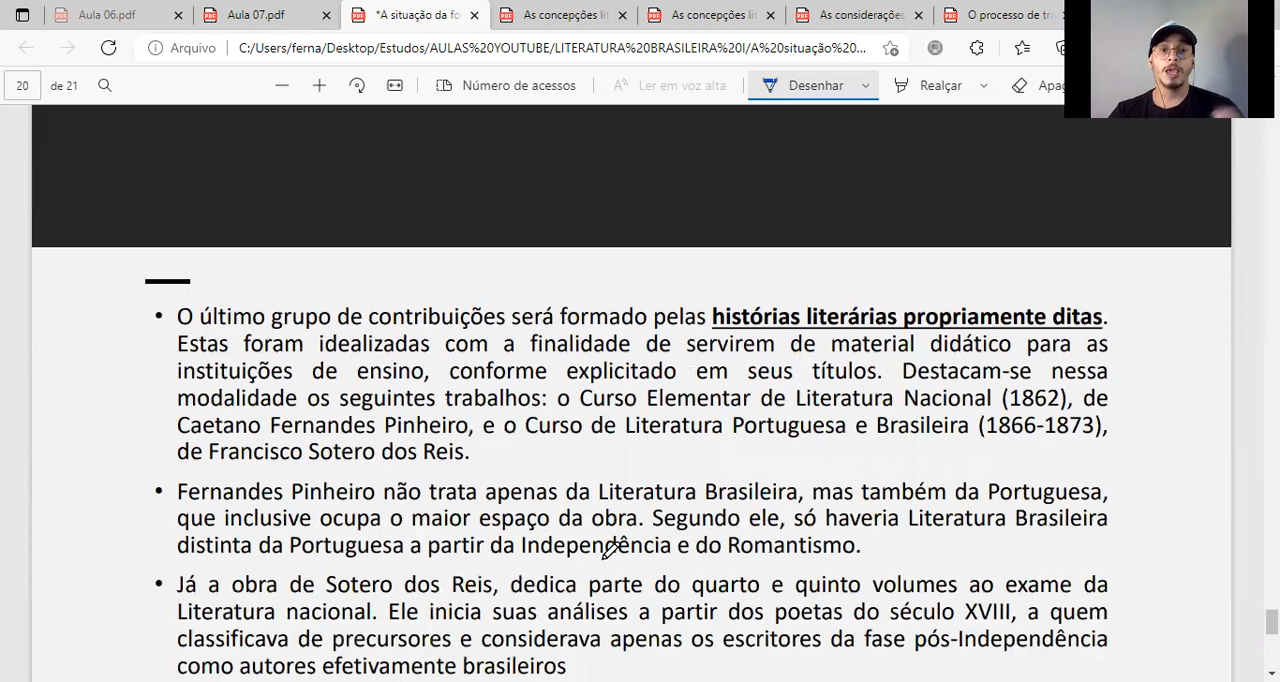 Aula 06.pdf
Aula 07.pdf
*A situação da fo
As concepções lit
As concepções lit
As considerações
O processo de tra
Arquivo
C:/Users/ferna/Desktop/Estudos/AULAS%20YOUTUBE/LITERATURA%20BRASILEIRA%20I/A%20situação%20...
20 de 21
Número de acessos
Ler em voz alta
Desenhar
Realçar
Apag
• O último grupo de contribuições será formado pelas histórias literárias propriamente ditas.
Estas foram idealizadas com a finalidade de servirem de material didático para as
instituições de ensino, conforme explicitado em seus títulos. Destacam-se nessa
modalidade os seguintes trabalhos: o Curso Elementar de Literatura Nacional (1862), de
Caetano Fernandes Pinheiro, e o Curso de Literatura Portuguesa e Brasileira (1866-1873),
de Francisco Sotero dos Reis.
• Fernandes Pinheiro não trata apenas da Literatura Brasileira, mas também da Portuguesa,
que inclusive ocupa o maior espaço da obra. Segundo ele, só haveria Literatura Brasileira
distinta da Portuguesa a partir da Independência e do Romantismo.
• Já a obra de Sotero dos Reis, dedica parte do quarto e quinto volumes ao exame da
Literatura nacional. Ele inicia suas análises a partir dos poetas do século XVIII, a quem
classificava de precursores e considerava apenas os escritores da fase pós-Independência
como autores efetivamente brasileiros